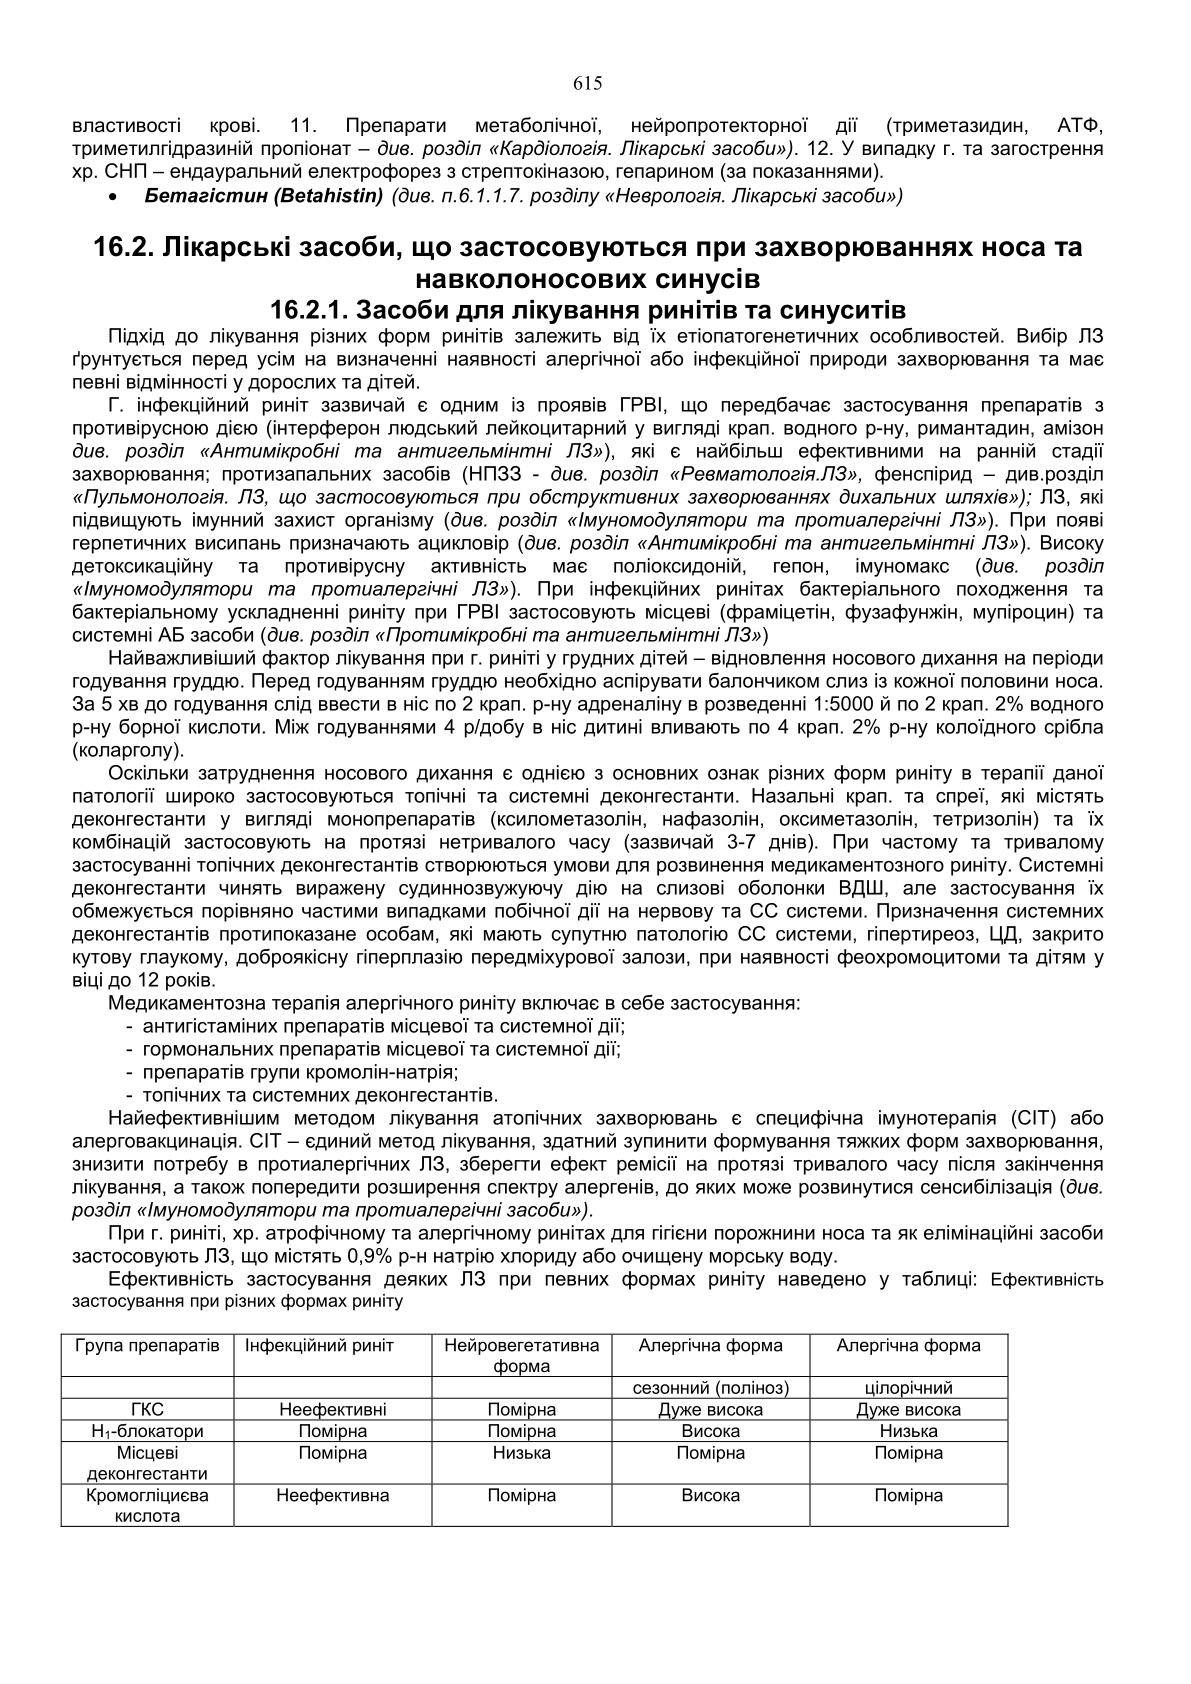 615
властивості крові. 11. Препарати метаболічної, нейропротекторної дії (триметазидин, АТФ,
триметилгідразиній пропіонат – див. розділ «Кардіологія. Лікарські засоби»). 12. У випадку г. та загострення
хр. СНП – ендауральний електрофорез з стрептокіназою, гепарином (за показаннями).
• Бетагістин (Betahistin) (див. п.6.1.1.7. розділу «Неврологія. Лікарські засоби»)
16.2. Лікарські засоби, що застосовуються при захворюваннях носа та
навколоносових синусів
16.2.1. Засоби для лікування ринітів та синуситів
Підхід до лікування різних форм ринітів залежить від їх етіопатогенетичних особливостей. Вибір ЛЗ
ґрунтується перед усім на визначенні наявності алергічної або інфекційної природи захворювання та має
певні відмінності у дорослих та дітей.
Г. інфекційний риніт зазвичай є одним із проявів ГРВІ, що передбачає застосування препаратів з
противірусною дією (інтерферон людський лейкоцитарний у вигляді крап. водного р-ну, римантадин, амізон
див. розділ «Антимікробні та антигельмінтні ЛЗ»), які є найбільш ефективними на ранній стадії
захворювання; протизапальних засобів (НПЗЗ - див. розділ «Ревматологія.ЛЗ», фенспірид – див.розділ
«Пульмонологія. ЛЗ, що застосовуються при обструктивних захворюваннях дихальних шляхів»); ЛЗ, які
підвищують імунний захист організму (див. розділ «Імуномодулятори та протиалергічні ЛЗ»). При появі
герпетичних висипань призначають ацикловір (див. розділ «Антимікробні та антигельмінтні ЛЗ»). Високу
детоксикаційну та противірусну активність має поліоксидоній, гепон, імуномакс (див. розділ
«Імуномодулятори та протиалергічні ЛЗ»). При інфекційних ринітах бактеріального походження та
бактеріальному ускладненні риніту при ГРВІ застосовують місцеві (фраміцетін, фузафунжін, мупіроцин) та
системні АБ засоби (див. розділ «Протимікробні та антигельмінтні ЛЗ»)
Найважливіший фактор лікування при г. риніті у грудних дітей – відновлення носового дихання на періоди
годування груддю. Перед годуванням груддю необхідно аспірувати балончиком слиз із кожної половини носа.
За 5 хв до годування слід ввести в ніс по 2 крап. р-ну адреналіну в розведенні 1:5000 й по 2 крап. 2% водного
р-ну борної кислоти. Між годуваннями 4 р/добу в ніс дитині вливають по 4 крап. 2% р-ну колоїдного срібла
(коларголу).
Оскільки затруднення носового дихання є однією з основних ознак різних форм риніту в терапії даної
патології широко застосовуються топічні та системні деконгестанти. Назальні крап. та спреї, які містять
деконгестанти у вигляді монопрепаратів (ксилометазолін, нафазолін, оксиметазолін, тетризолін) та їх
комбінацій застосовують на протязі нетривалого часу (зазвичай 3-7 днів). При частому та тривалому
застосуванні топічних деконгестантів створюються умови для розвинення медикаментозного риніту. Системні
деконгестанти чинять виражену судиннозвужуючу дію на слизові оболонки ВДШ, але застосування їх
обмежується порівняно частими випадками побічної дії на нервову та СС системи. Призначення системних
деконгестантів протипоказане особам, які мають супутню патологію СС системи, гіпертиреоз, ЦД, закрито
кутову глаукому, доброякісну гіперплазію передміхурової залози, при наявності феохромоцитоми та дітям у
віці до 12 років.
Медикаментозна терапія алергічного риніту включає в себе застосування:
- антигістаміних препаратів місцевої та системної дії;
- гормональних препаратів місцевої та системної дії;
- препаратів групи кромолін-натрія;
- топічних та системних деконгестантів.
Найефективнішим методом лікування атопічних захворювань є специфічна імунотерапія (СІТ) або
алерговакцинація. СІТ – єдиний метод лікування, здатний зупинити формування тяжких форм захворювання,
знизити потребу в протиалергічних ЛЗ, зберегти ефект ремісії на протязі тривалого часу після закінчення
лікування, а також попередити розширення спектру алергенів, до яких може розвинутися сенсибілізація (див.
розділ «Імуномодулятори та протиалергічні засоби»).
При г. риніті, хр. атрофічному та алергічному ринітах для гігієни порожнини носа та як елімінаційні засоби
застосовують ЛЗ, що містять 0,9% р-н натрію хлориду або очищену морську воду.
Ефективність застосування деяких ЛЗ при певних формах риніту наведено у таблиці: Ефективність
застосування при різних формах риніту
Група препаратів Інфекційний риніт Нейровегетативна Алергічна форма Алергічна форма
форма
сезонний (поліноз) цілорічний
ГКС Неефективні Помірна Дуже висока Дуже висока
Н1-блокатори Помірна Помірна Висока Низька
Місцеві Помірна Низька Помірна Помірна
деконгестанти
Кромогліциєва Неефективна Помірна Висока Помірна
кислота